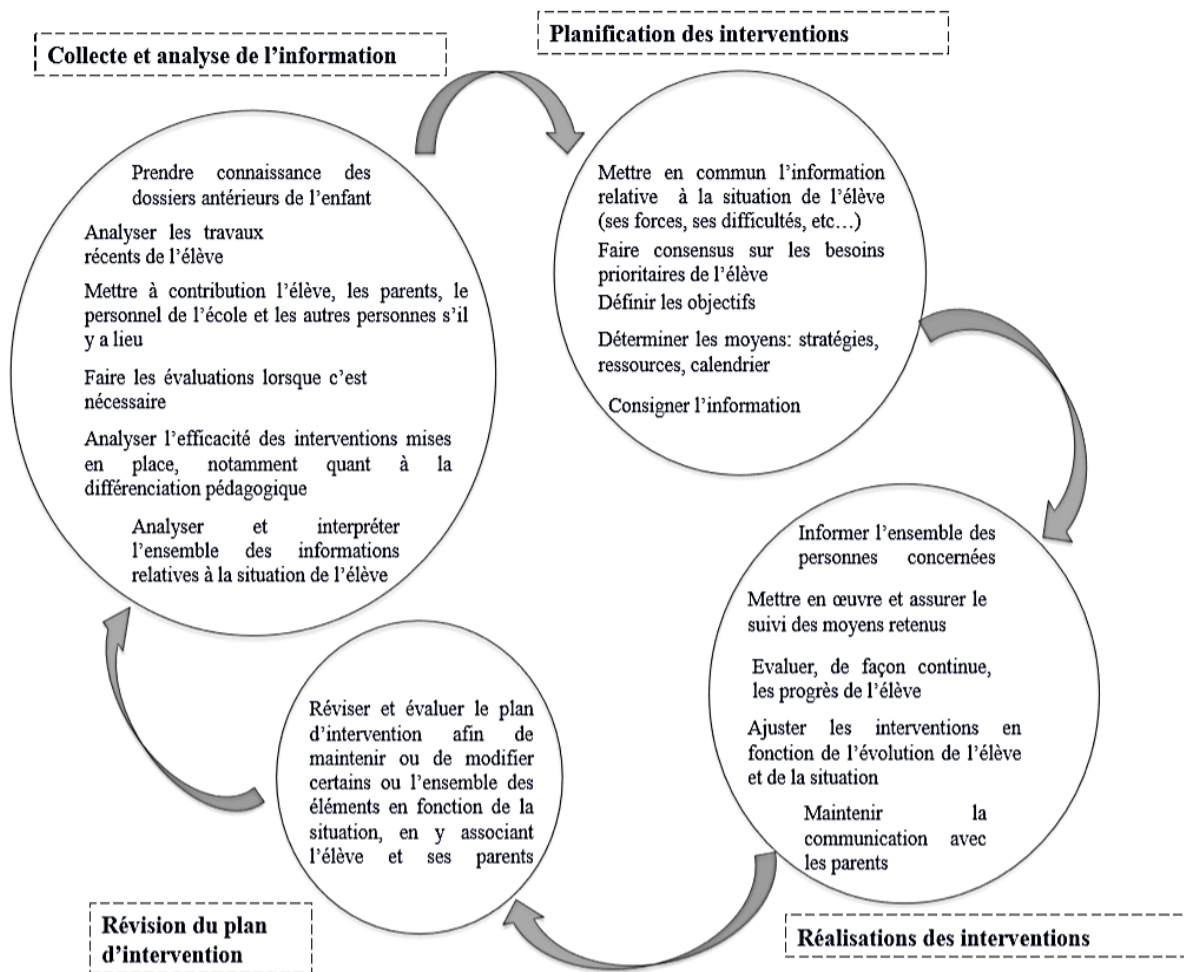 Collecte et analyse de l’information
Prendre connaissance des
dossiers antérieurs de l’enfant
Analyser les travaux
récents de l’élève
Mettre à contribution l’élève, les parents, le
personnel de l’école et les autres personnes s’il
y a lieu
Faire les évaluations lorsque c’est
nécessaire
Analyser l’efficacité des interventions mises
en place, notamment quant à la
différenciation pédagogique
Analyser et interpréter
l’ensemble des informations
relatives à la situation de l’élève
Planification des interventions
Mettre en commun l’information
relative à la situation de l’élève
(ses forces, ses difficultés, etc…)
Faire consensus sur les besoins
prioritaires de l’élève
Définir les objectifs
Déterminer les moyens: stratégies,
ressources, calendrier
Consigner l’information
Informer l’ensemble des
personnes concernées
Mettre en œuvre et assurer le
suivi des moyens retenus
Evaluer, de façon continue,
les progrès de l’élève
Ajuster les interventions en
fonction de l’évolution de l’élève
et de la situation
Maintenir la
communication avec
les parents
Réalisations des interventions
Réviser et évaluer le plan
d’intervention afin de
maintenir ou de modifier
certains ou l’ensemble des
éléments en fonction de la
situation, en y associant
l’élève et ses parents
Révision du plan
d’intervention